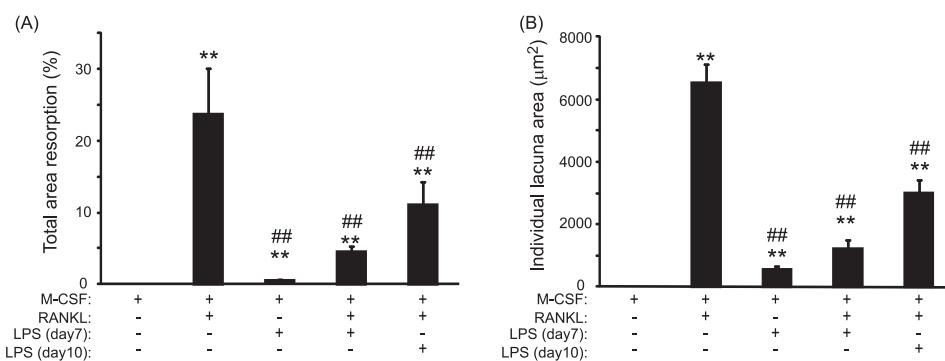 (A)
Total area resorption (%)
30
20
10
0
**
##
**
##
**
##
**
M-CSF: + + + + +
RANKL: - + - + +
LPS (day7): - - + + -
LPS (day10): - - - - +
(B)
Individual lacuna area (μm²)
8000
6000
4000
2000
0
**
##
**
##
**
##
**
M-CSF: + + + + +
RANKL: - + - + +
LPS (day7): - - + + -
LPS (day10): - - - - +